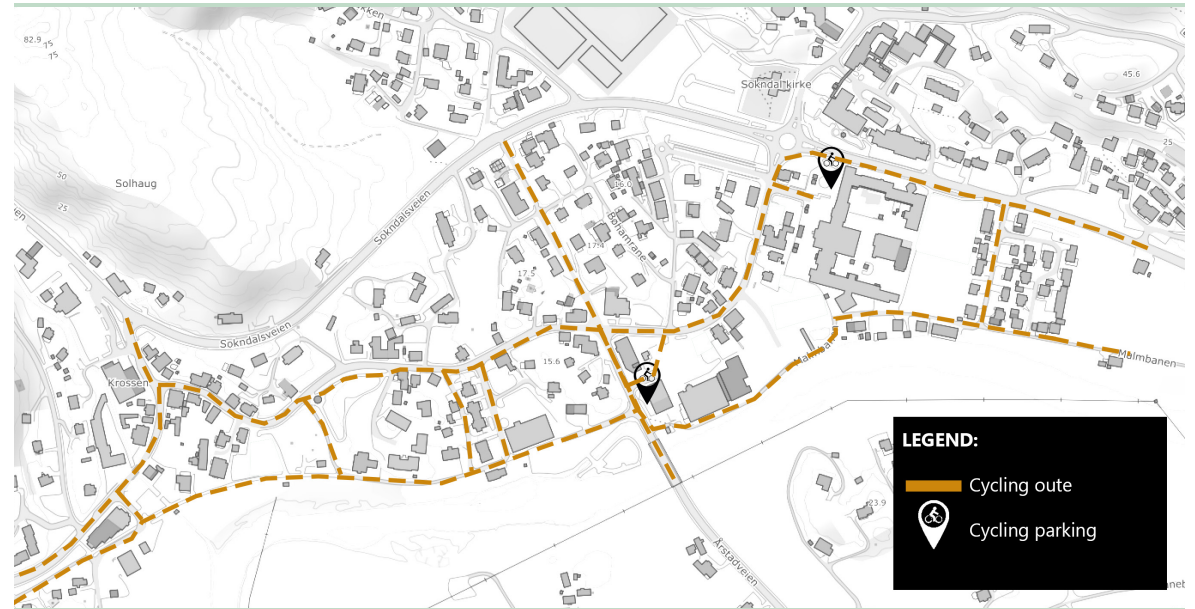 kken
82.9
75
75
Sokndal kirke
45.6
25
50
Solhaug
16.0
25
Sokndalsveien
Bøhamrane
17.4
17.5
Sokndalsveien
Malmbanen
15.6
Krossen
LEGEND:
Cycling oute
23.9
Cycling parking
Årstadveien